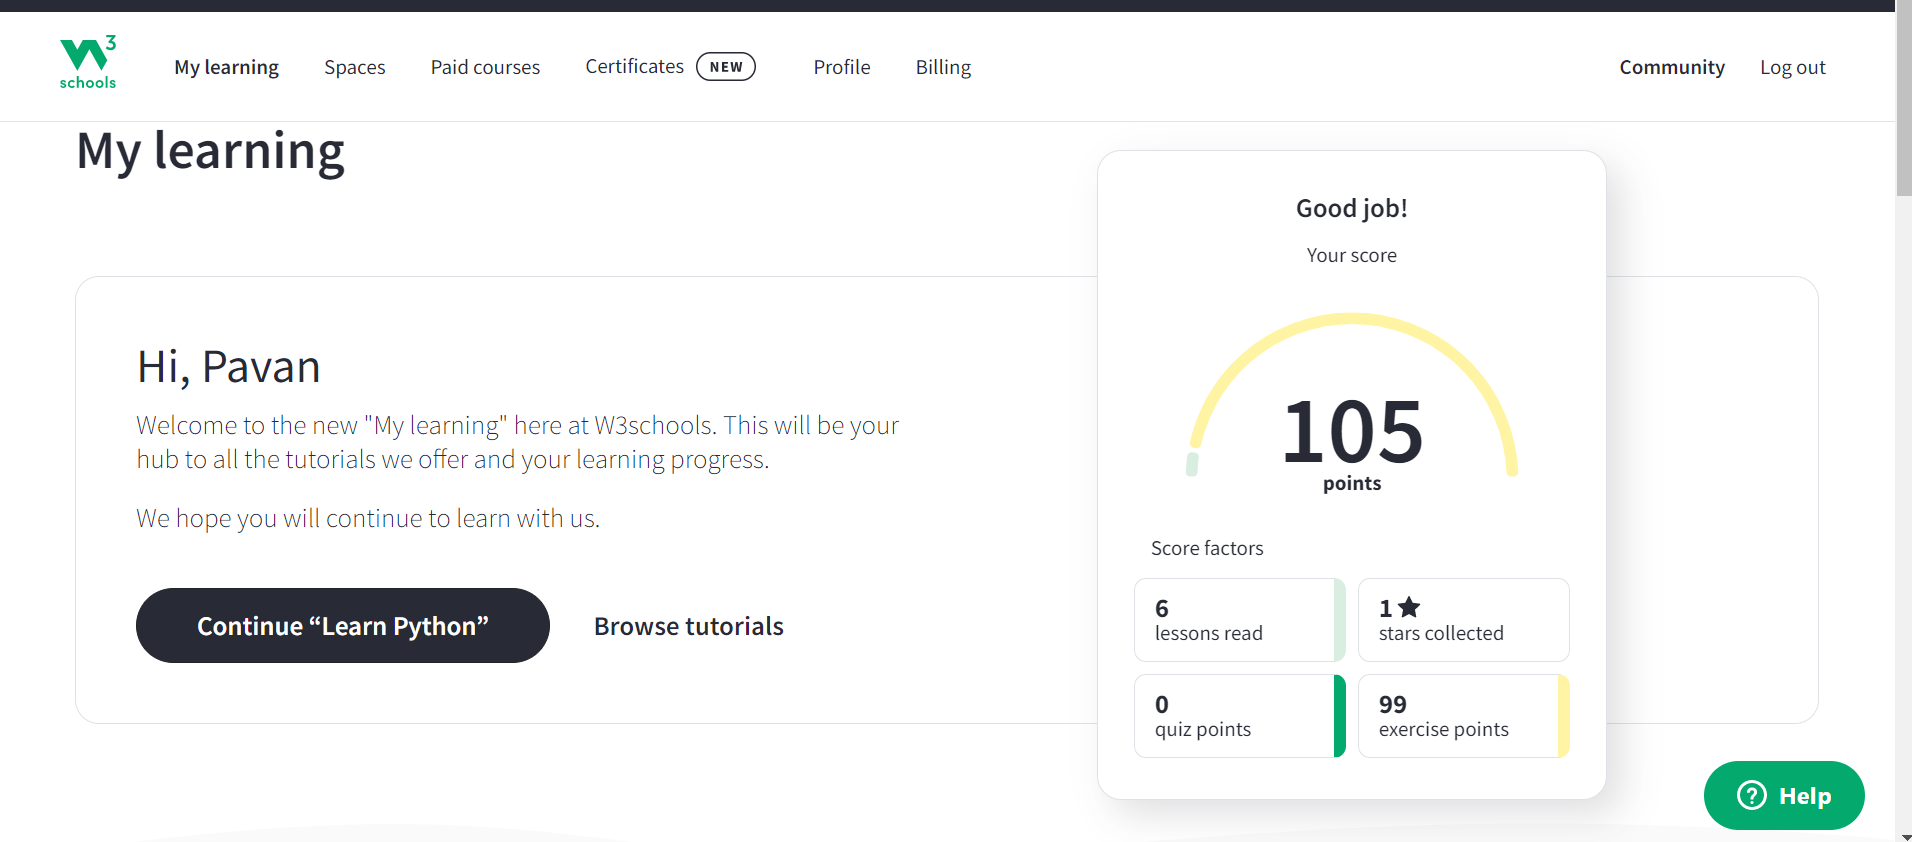 W3
schools
My learning
Spaces
Paid courses
Certificates
NEW
Profile
Billing
Community
Log out
My learning
Hi, Pavan
Welcome to the new "My learning" here at W3schools. This will be your
hub to all the tutorials we offer and your learning progress.
We hope you will continue to learn with us.
Continue “Learn Python”
Browse tutorials
Good job!
Your score
105
points
Score factors
6
lessons read
1
stars collected
0
quiz points
99
exercise points
? Help